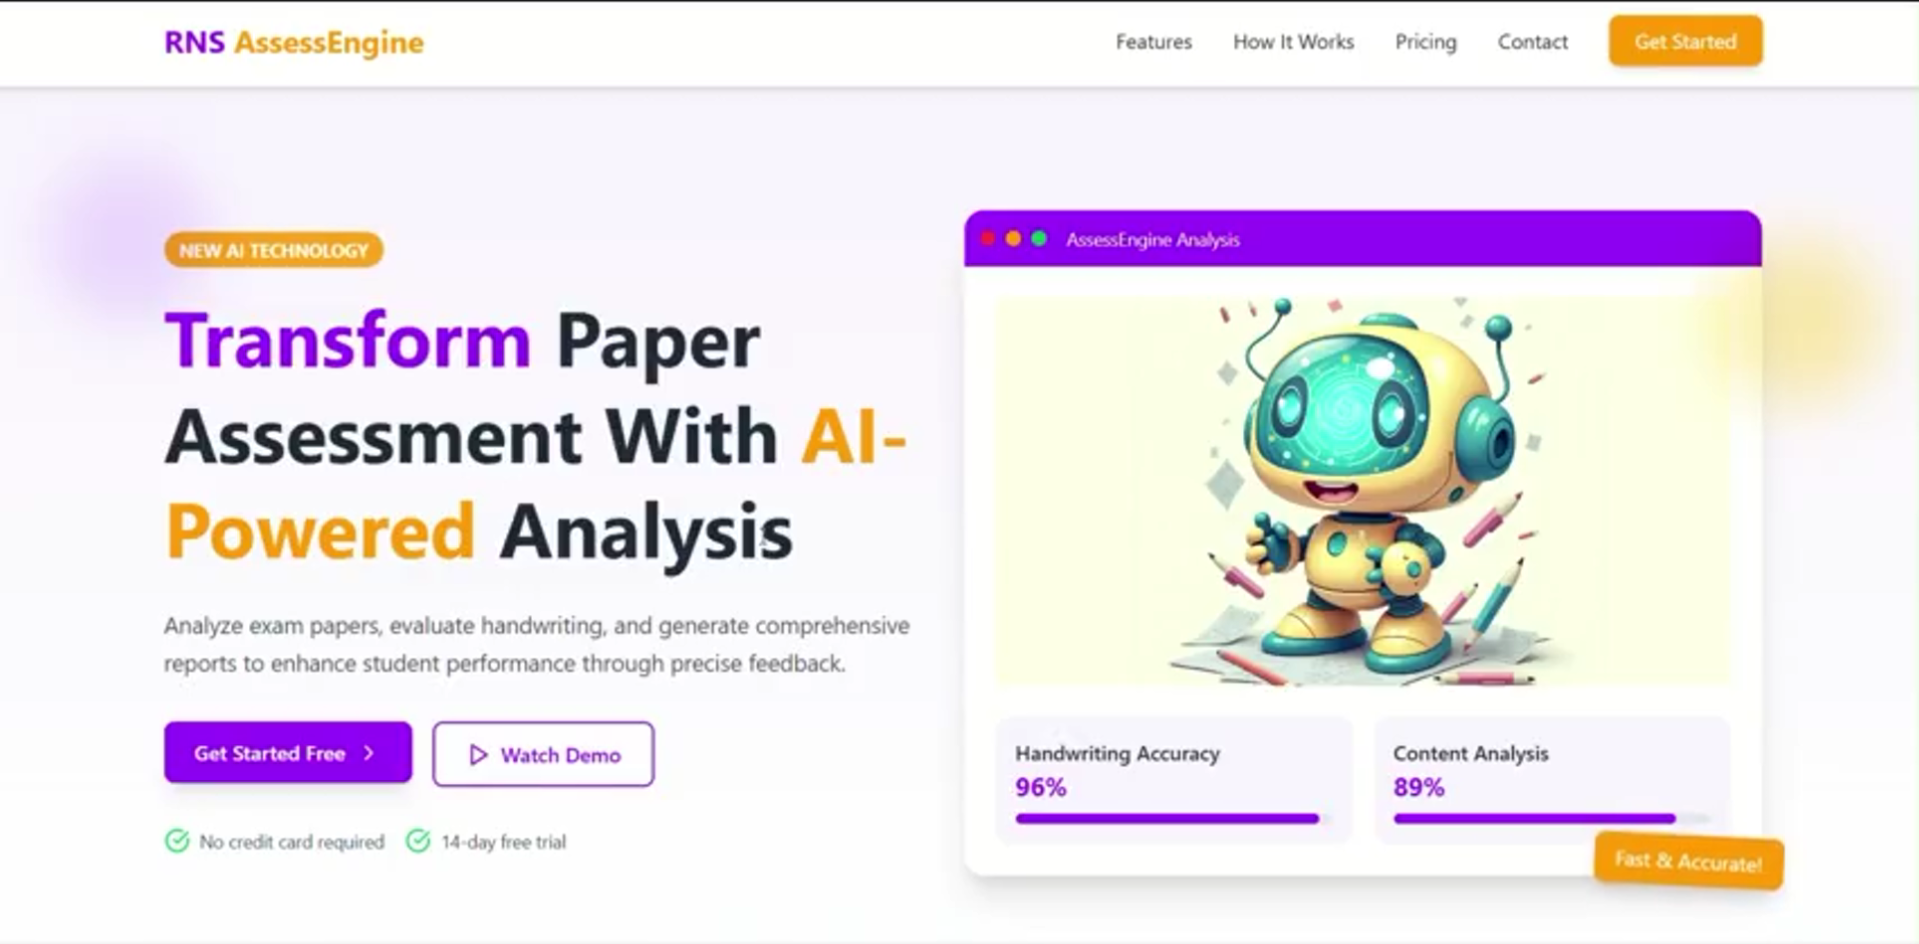 RNS AssessEngine
Features
How It Works
Pricing
Contact
Get Started
NEW AI TECHNOLOGY
Transform Paper
Assessment With AI-
Powered Analysis
Analyze exam papers, evaluate handwriting, and generate comprehensive
reports to enhance student performance through precise feedback.
Get Started Free
Watch Demo
No credit card required
14-day free trial
AssessEngine Analysis
Handwriting Accuracy
96%
Content Analysis
89%
Fast & Accurate!